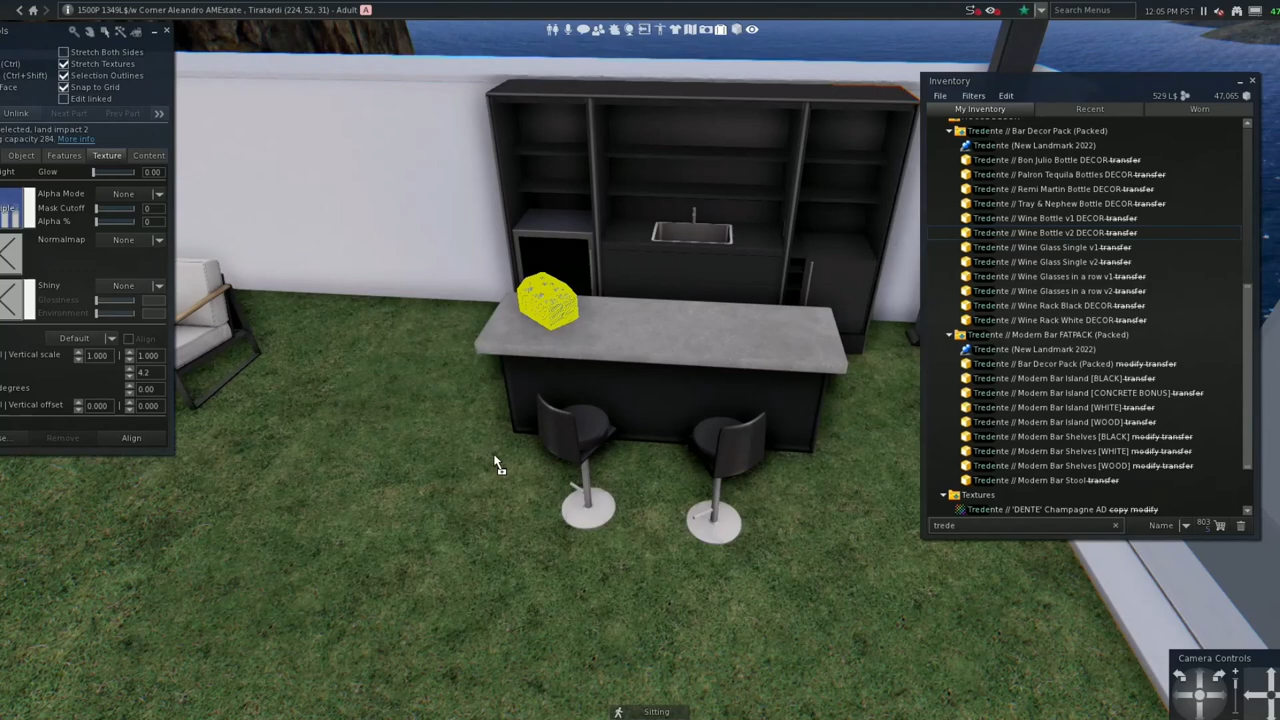 1500P 1349L$/w Corner Aleandro AMEstate , Tiratardi (224, 52, 31) - Adult A
12:05 PM PST
Search Menus
ls
Stretch Both Sides
(Ctrl) Stretch Textures
(Ctrl+Shift) Selection Outlines
Face Snap to Grid
Edit linked
Unlink Next Part Prev Part
selected, land impact 2
g capacity 284. More info
Object Features Texture Content
ight Glow 0.00
Alpha Mode None
Mask Cutoff 0
Alpha % 0
Normalmap None
Shiny None
Glossiness
Environment
Default Align
l | Vertical scale 1.000 | 1.000
4.2
degrees 0.00
l | Vertical offset 0.000 | 0.000
Remove Align
Inventory
File Filters Edit 529 L$ 47,065
My Inventory Recent Worn
Tredente // Bar Decor Pack (Packed)
Tredente (New Landmark 2022)
Tredente // Bon Julio Bottle DECOR transfer
Tredente // Palron Tequila Bottles DECOR transfer
Tredente // Remi Martin Bottle DECOR transfer
Tredente // Tray & Nephew Bottle DECOR transfer
Tredente // Wine Bottle v1 DECOR transfer
Tredente // Wine Bottle v2 DECOR transfer
Tredente // Wine Glass Single v1 transfer
Tredente // Wine Glass Single v2 transfer
Tredente // Wine Glasses in a row v1 transfer
Tredente // Wine Glasses in a row v2 transfer
Tredente // Wine Rack Black DECOR transfer
Tredente // Wine Rack White DECOR transfer
Tredente // Modern Bar FATPACK (Packed)
Tredente (New Landmark 2022)
Tredente // Bar Decor Pack (Packed) modify transfer
Tredente // Modern Bar Island [BLACK] transfer
Tredente // Modern Bar Island [CONCRETE BONUS] transfer
Tredente // Modern Bar Island [WHITE] transfer
Tredente // Modern Bar Island [WOOD] transfer
Tredente // Modern Bar Shelves [BLACK] modify transfer
Tredente // Modern Bar Shelves [WHITE] modify transfer
Tredente // Modern Bar Shelves [WOOD] modify transfer
Tredente // Modern Bar Stool transfer
Textures
Tredente // 'DENTE' Champagne AD copy modify
trede Name 803
Camera Controls
Sitting